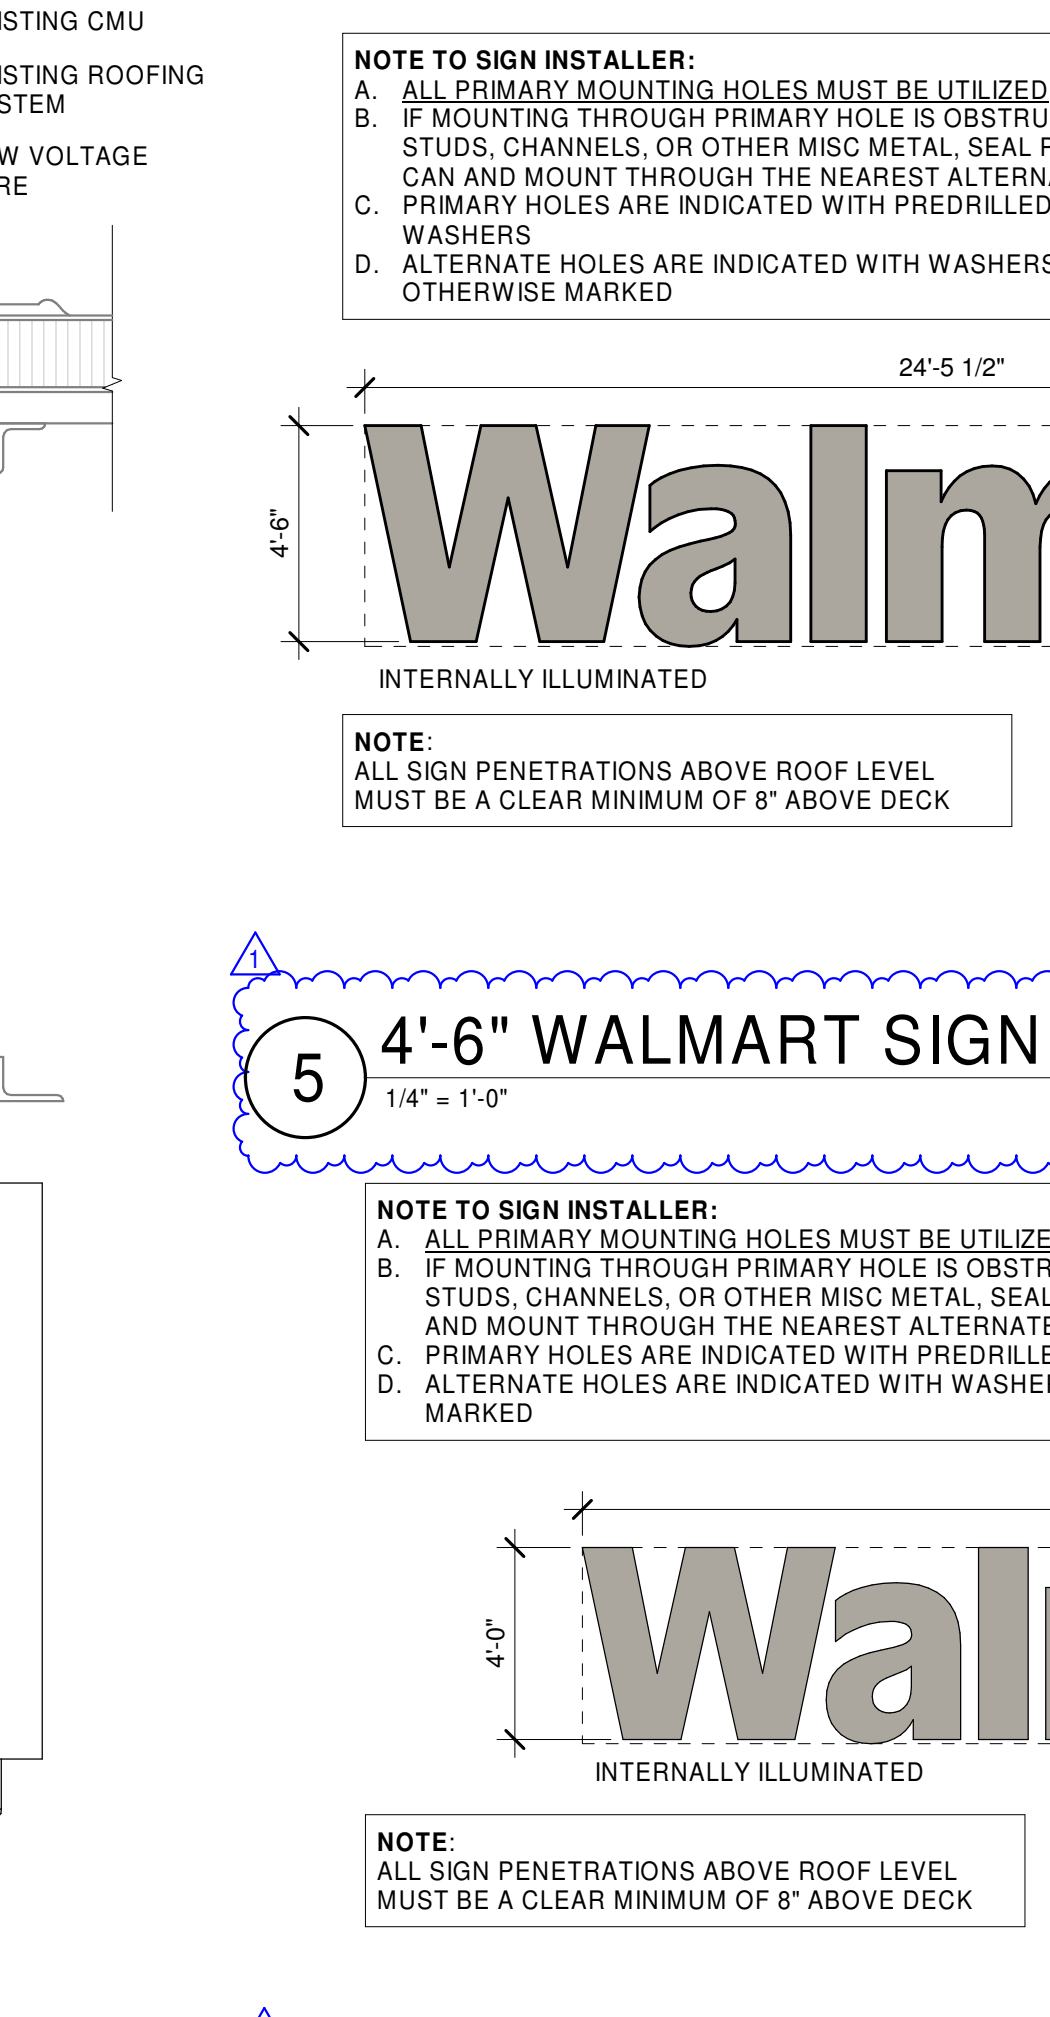 ISTING CMU
ISTING ROOFING
STEM
W VOLTAGE
RE
NOTE TO SIGN INSTALLER:
A. ALL PRIMARY MOUNTING HOLES MUST BE UTILIZED
B. IF MOUNTING THROUGH PRIMARY HOLE IS OBSTRU
STUDS, CHANNELS, OR OTHER MISC METAL, SEAL
CAN AND MOUNT THROUGH THE NEAREST ALTERNA
C. PRIMARY HOLES ARE INDICATED WITH PREDRILLED
WASHERS
D. ALTERNATE HOLES ARE INDICATED WITH WASHERS
OTHERWISE MARKED
24'-5 1/2"
4'-6"
Walm
INTERNALLY ILLUMINATED
NOTE:
ALL SIGN PENETRATIONS ABOVE ROOF LEVEL
MUST BE A CLEAR MINIMUM OF 8" ABOVE DECK
1
5
4'-6" WALMART SIGN
1/4" = 1'-0"
NOTE TO SIGN INSTALLER:
A. ALL PRIMARY MOUNTING HOLES MUST BE UTILIZE
B. IF MOUNTING THROUGH PRIMARY HOLE IS OBSTR
STUDS, CHANNELS, OR OTHER MISC METAL, SEAL
AND MOUNT THROUGH THE NEAREST ALTERNATE
C. PRIMARY HOLES ARE INDICATED WITH PREDRILLE
D. ALTERNATE HOLES ARE INDICATED WITH WASHE
MARKED
4'-0"
Wal
INTERNALLY ILLUMINATED
NOTE:
ALL SIGN PENETRATIONS ABOVE ROOF LEVEL
MUST BE A CLEAR MINIMUM OF 8" ABOVE DECK